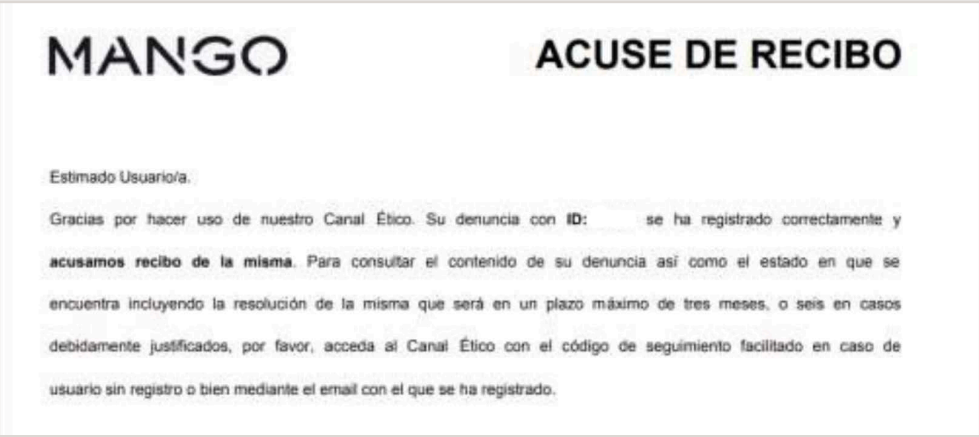 MANGO
ACUSE DE RECIBO
Estimado Usuario/a.
Gracias por hacer uso de nuestro Canal Ético. Su denuncia con ID: se ha registrado correctamente y
acusamos recibo de la misma. Para consultar el contenido de su denuncia así como el estado en que se
encuentra incluyendo la resolución de la misma que será en un plazo máximo de tres meses, o seis en casos
debidamente justificados, por favor, acceda al Canal Ético con el código de seguimiento facilitado en caso de
usuario sin registro o bien mediante el email con el que se ha registrado.